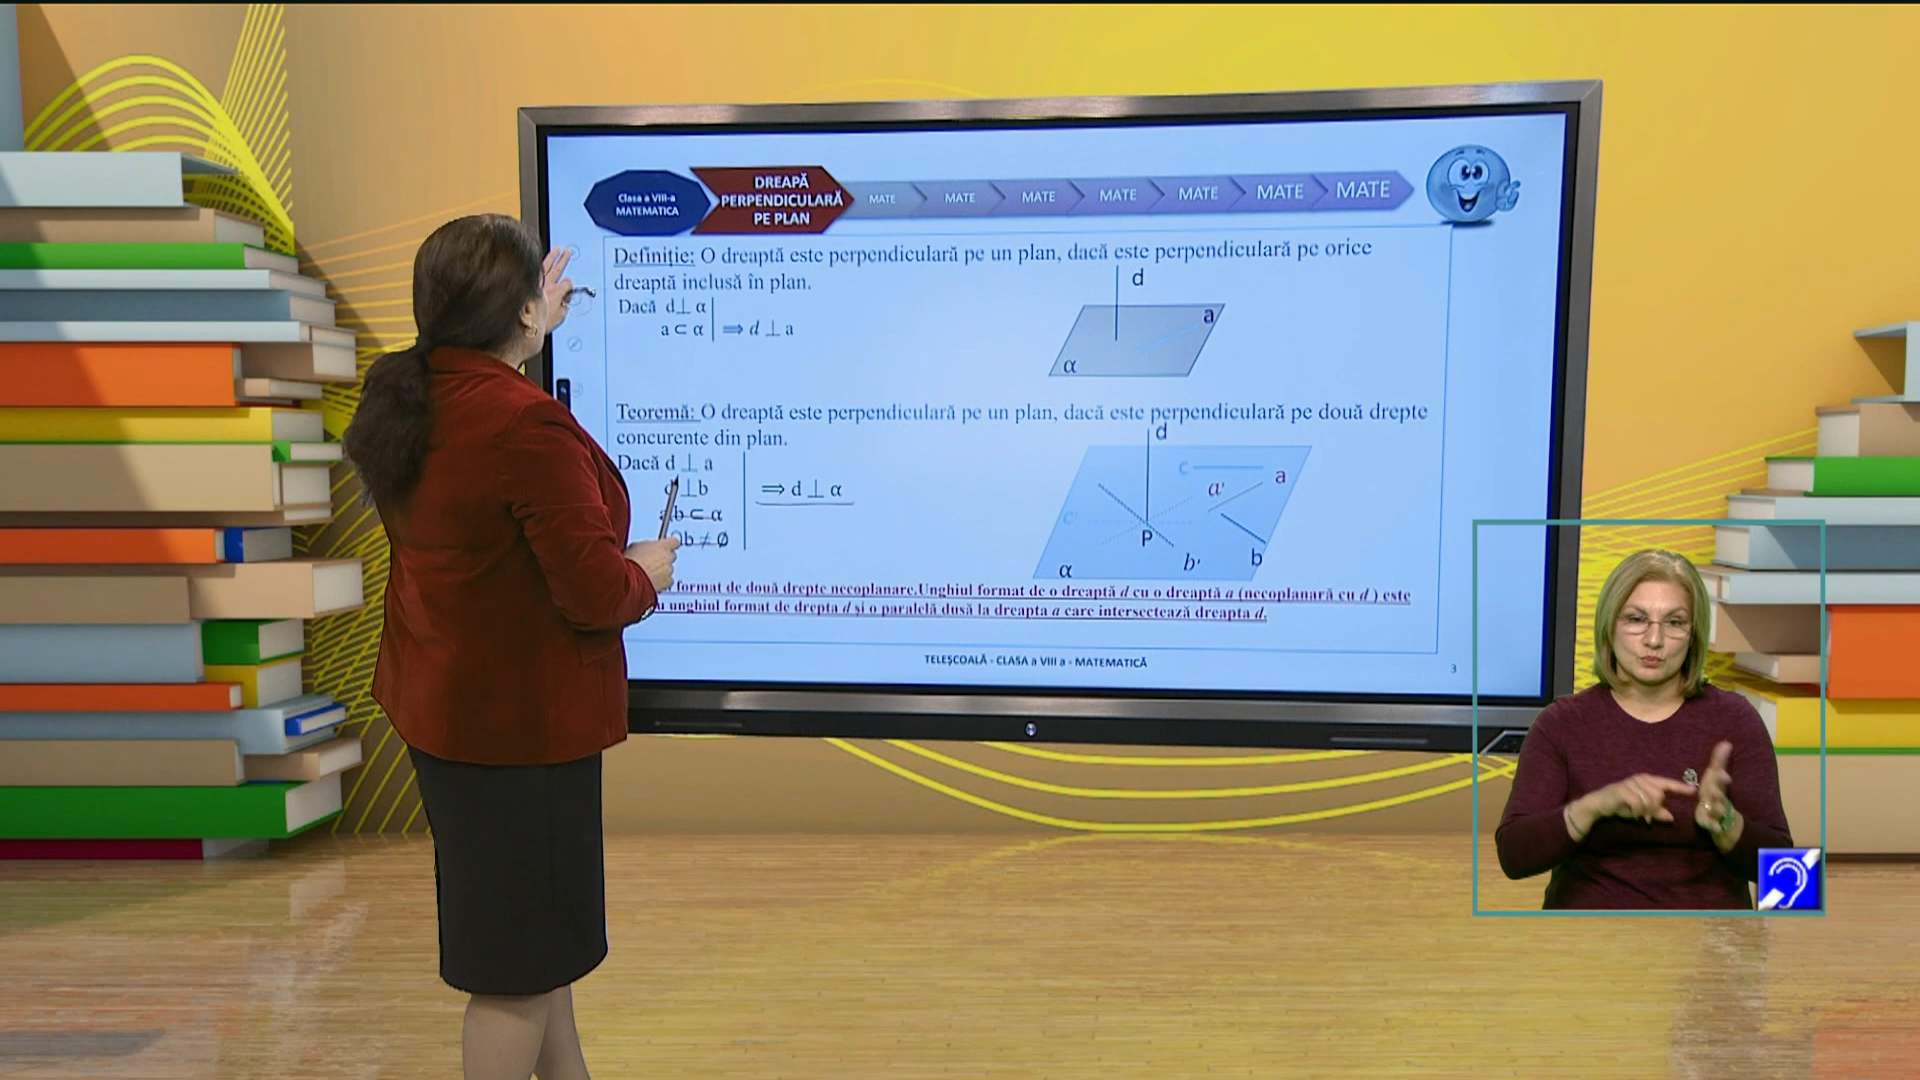 Clasa a VIII-a
MATEMATICA
DREAPĂ
PERPENDICULARĂ
PE PLAN
MATE MATE MATE MATE MATE MATE MATE
Definiție: O dreaptă este perpendiculară pe un plan, dacă este perpendiculară pe orice
dreaptă inclusă în plan.
d
Dacă d⊥ α
a ⊂ α ⟹ d ⊥ a
a
α
Teoremă: O dreaptă este perpendiculară pe un plan, dacă este perpendiculară pe două drepte
concurente din plan.
d
Dacă d ⊥ a
c
a
⊥b
⟹ d ⊥ α
a'
b ⊂ α
c'
b ≠ ∅
P
b'
b
α
format de două drepte necoplanare.Unghiul format de o dreaptă d cu o dreaptă a (necoplanară cu d ) este
unghiul format de drepta d și o paralelă dusă la dreapta a care intersectează dreapta d.
TELEȘCOALĂ - CLASA a VIII a - MATEMATICĂ
3